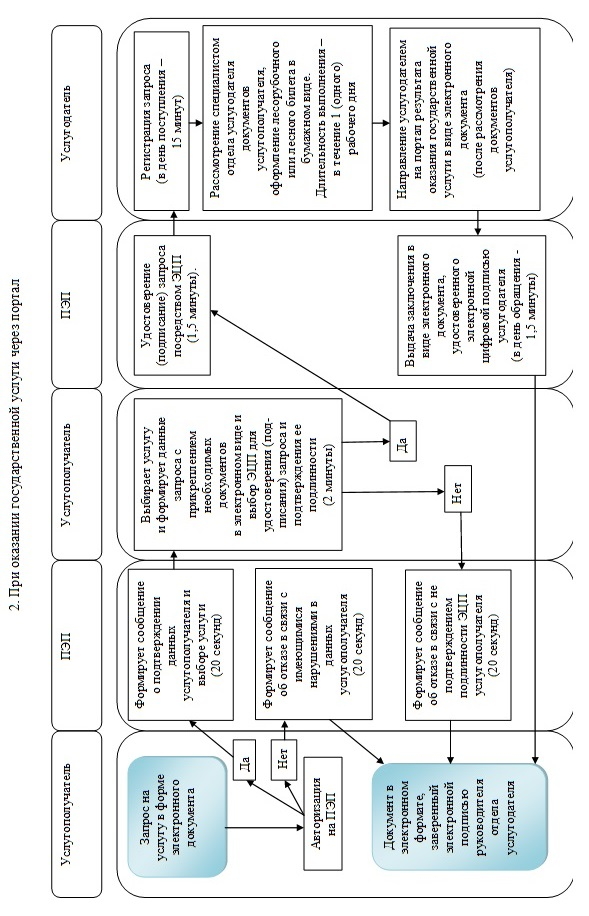 2. При оказании государственной услуги через портал
Услугополучатель
ПЭП
Услугополучатель
ПЭП
Услугодатель
Запрос на
услугу в форме
электронного
документа
Авторизация
на ПЭП
Да
Нет
Документ в
электронном
формате,
заверенный
электронной
подписью
руководителя
отдела
услугодателя
Формирует сообщение
о подтверждении
данных
услугополучателя и
выборе услуги
(20 секунд)
Формирует сообщение
об отказе в связи с
имеющимися
нарушениями в
данных
услугополучателя
(20 секунд)
Формирует сообщение
об отказе в связи с не
подтверждением
подлинности ЭЦП
услугополучателя
(20 секунд)
Выбирает услугу
и формирует данные
запроса с
прикреплением
необходимых
документов
в электронном виде и
выбор ЭЦП для
удостоверения (под-
писания) запроса и
подтверждения ее
подлинности
(2 минуты)
Да
Нет
Удостоверение
(подписание) запроса
посредством ЭЦП
(1,5 минуты).
Выдача заключения в
виде электронного
документа,
удостоверенного
электронной
цифровой подписью
услугодателя
(в день обращения -
1,5 минуты)
Регистрация запроса
(в день поступления –
15 минут)
Рассмотрение специалистом
отдела услугодателя
документов
услугополучателя,
оформление лесорубочного
или лесного билета в
бумажном виде.
Длительность выполнения –
в течение 1 (одного)
рабочего дня
Направление услугодателем
на портал результата
оказания государственной
услуги в виде электронного
документа
(после рассмотрения
документов
услугополучателя)